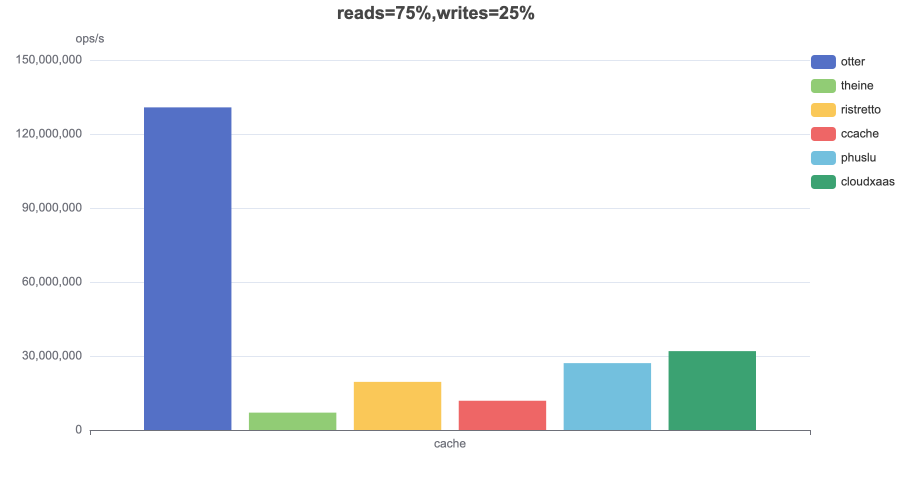 reads=75%,writes=25%
ops/s
150,000,000
120,000,000
90,000,000
60,000,000
30,000,000
0
cache
otter
theine
ristretto
ccache
phuslu
cloudxaas